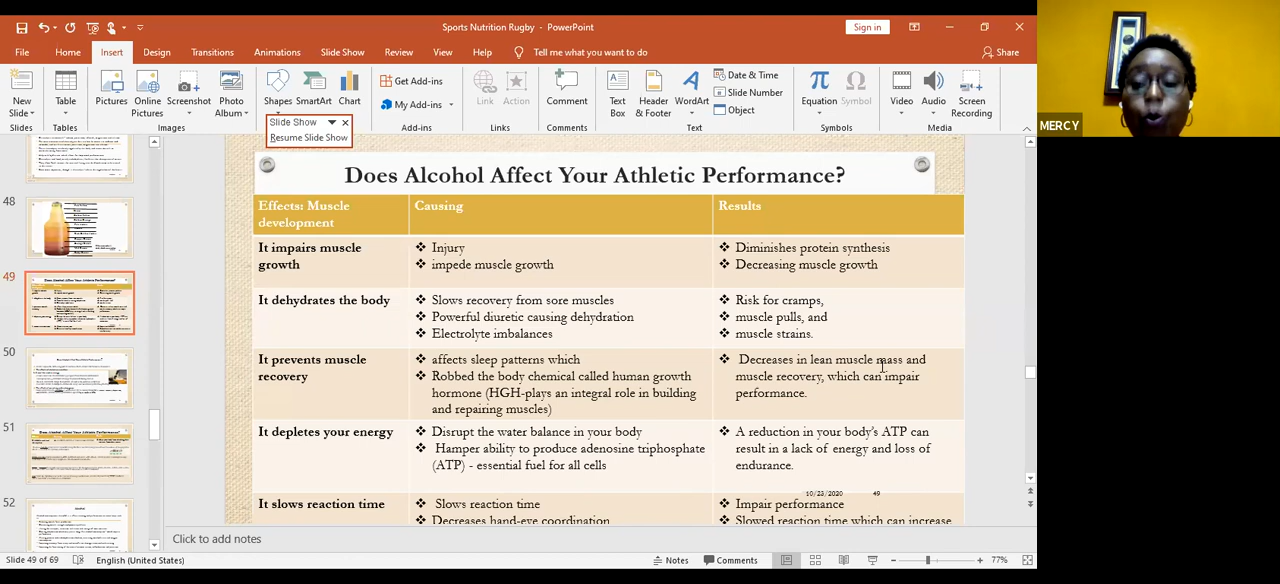 Sports Nutrition Rugby - PowerPoint
Sign in
File Home Insert Design Transitions Animations Slide Show Review View Help Tell me what you want to do Share
New Slide
Table
Pictures
Online Pictures
Screenshot
Photo Album
Shapes
SmartArt
Chart
Get Add-ins
My Add-ins
Link
Action
Comment
Text Box
Header & Footer
WordArt
Date & Time
Slide Number
Object
Equation
Symbol
Video
Audio
Screen Recording
Slides Tables Images Add-ins Links Comments Text Symbols Media
Slide Show
Resume Slide Show
MERCY
48
49
50
51
52
Does Alcohol Affect Your Athletic Performance?
Effects: Muscle development
Causing
Results
It impairs muscle growth
❖ Injury
❖ impede muscle growth
❖ Diminishes protein synthesis
❖ Decreasing muscle growth
It dehydrates the body
❖ Slows recovery from sore muscles
❖ Powerful diuretic causing dehydration
❖ Electrolyte imbalances
❖ Risk for cramps,
❖ muscle pulls, and
❖ muscle strains.
It prevents muscle recovery
❖ affects sleep patterns which
❖ Robbed the body chemical called human growth
hormone (HGH-plays an integral role in building
and repairing muscles)
❖ Decreases in lean muscle mass and
muscle recovery, which can impair
performance.
It depletes your energy
❖ Disrupt the water balance in your body
❖ Hamper ability to produce adenosine triphosphate
(ATP) - essential fuel for all cells
❖ A reduction in your body's ATP can
result in a lack of energy and loss of
endurance.
10/23/2020 49
It slows reaction time
❖ Slows reaction time
❖ Decreases hand-eye coordination
❖ Impair performance
❖ Slowed reaction time which can increase
Click to add notes
Slide 49 of 69 English (United States) Notes Comments 77%